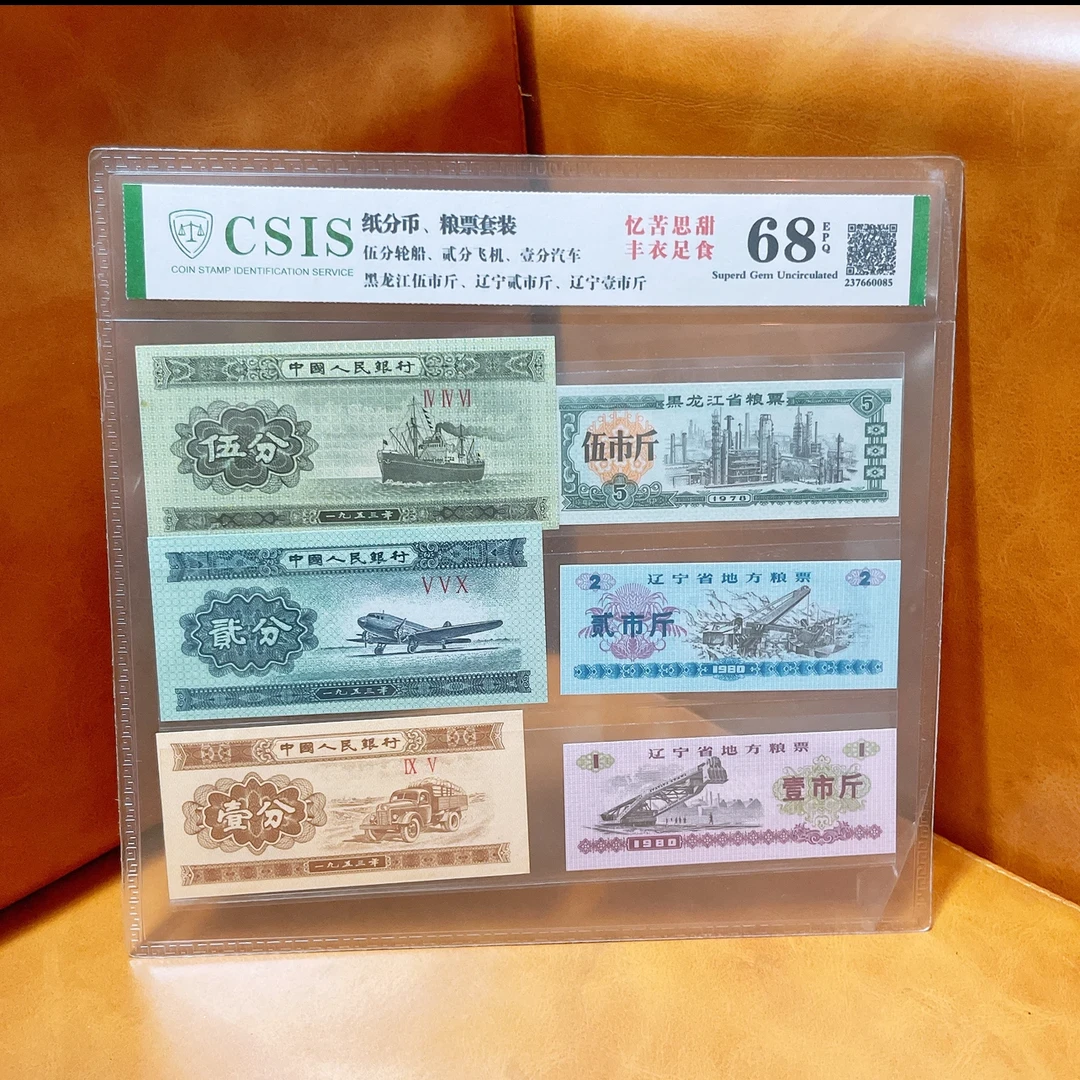 CSIS
COIN STAMP IDENTIFICATION SERVICE
纸分币、粮票套装
伍分轮船、贰分飞机、壹分汽车
黑龙江伍市斤、辽宁贰市斤、辽宁壹市斤
忆苦思甜
丰衣足食
68
EPQ
Superd Gem Uncirculated
237660085
中國人民銀行
IV IV VI
伍分
一九五三年
黑龙江省粮票
5
伍市斤
5
1978
中國人民銀行
V V X
貳分
一九五三年
2
辽宁省地方粮票
2
贰市斤
1980
中國人民銀行
IX V
壹分
一九五三年
1
辽宁省地方粮票
1
壹市斤
1980